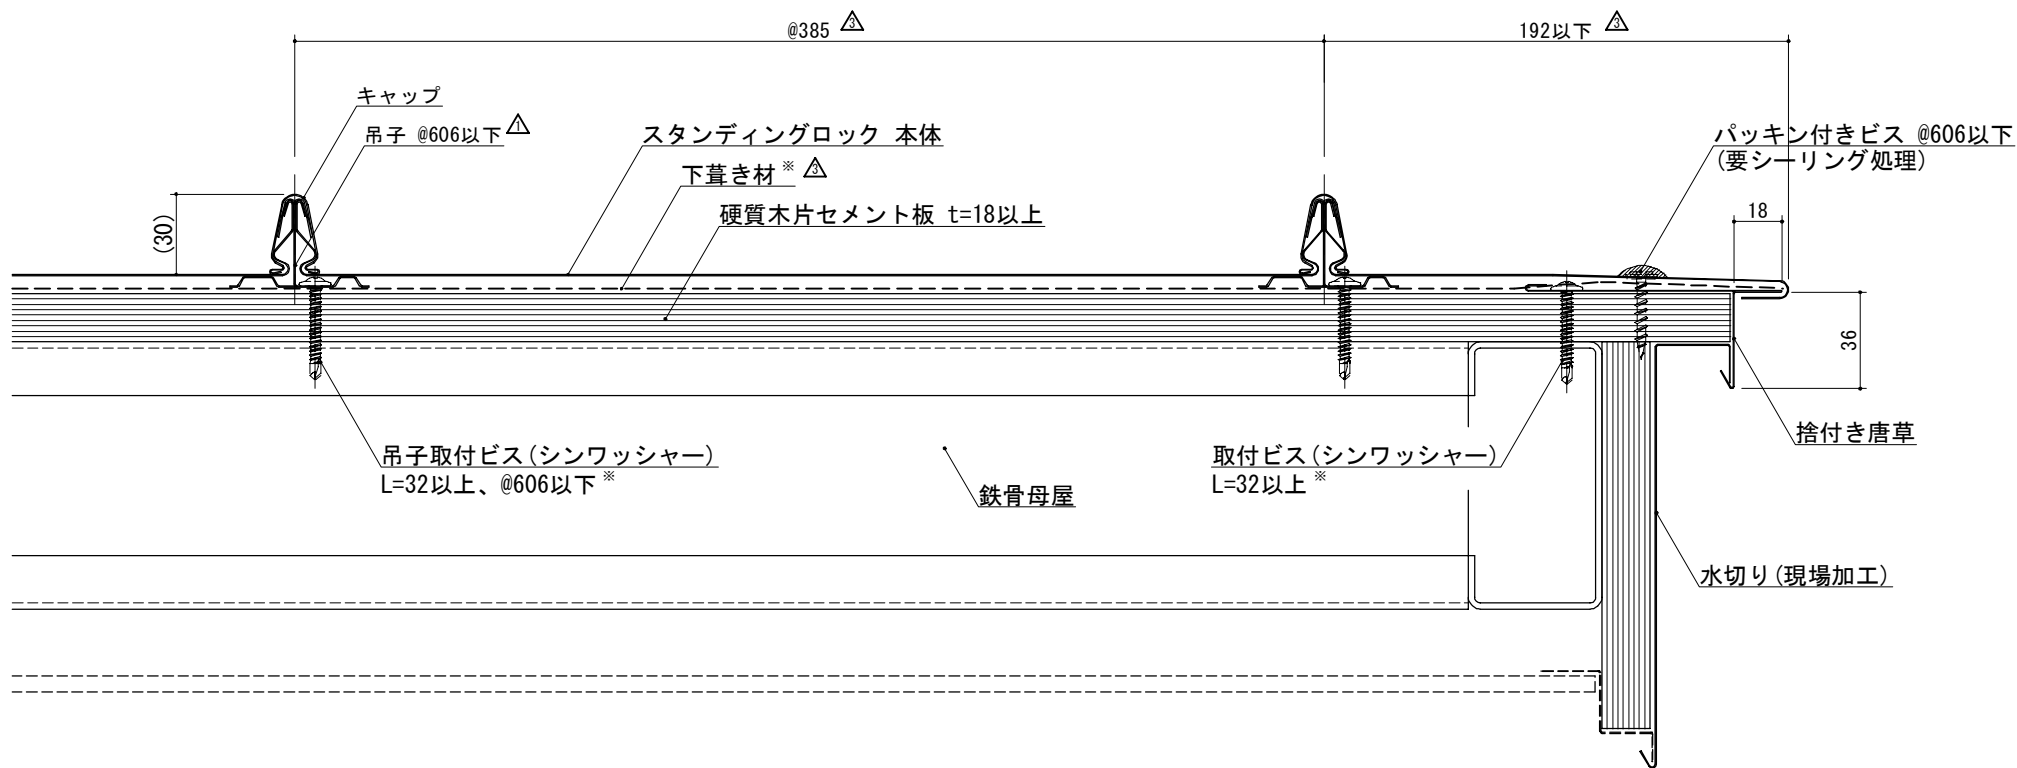 @385 3
192以下 3
キャップ
吊子 @606以下 1
スタンディングロック 本体
下葺き材※ 3
硬質木片セメント板 t=18以上
パッキン付きビス @606以下
(要シーリング処理)
(30)
18
36
吊子取付ビス(シンワッシャー)
L=32以上、@606以下※
鉄骨母屋
取付ビス(シンワッシャー)
L=32以上※
捨付き唐草
水切り(現場加工)